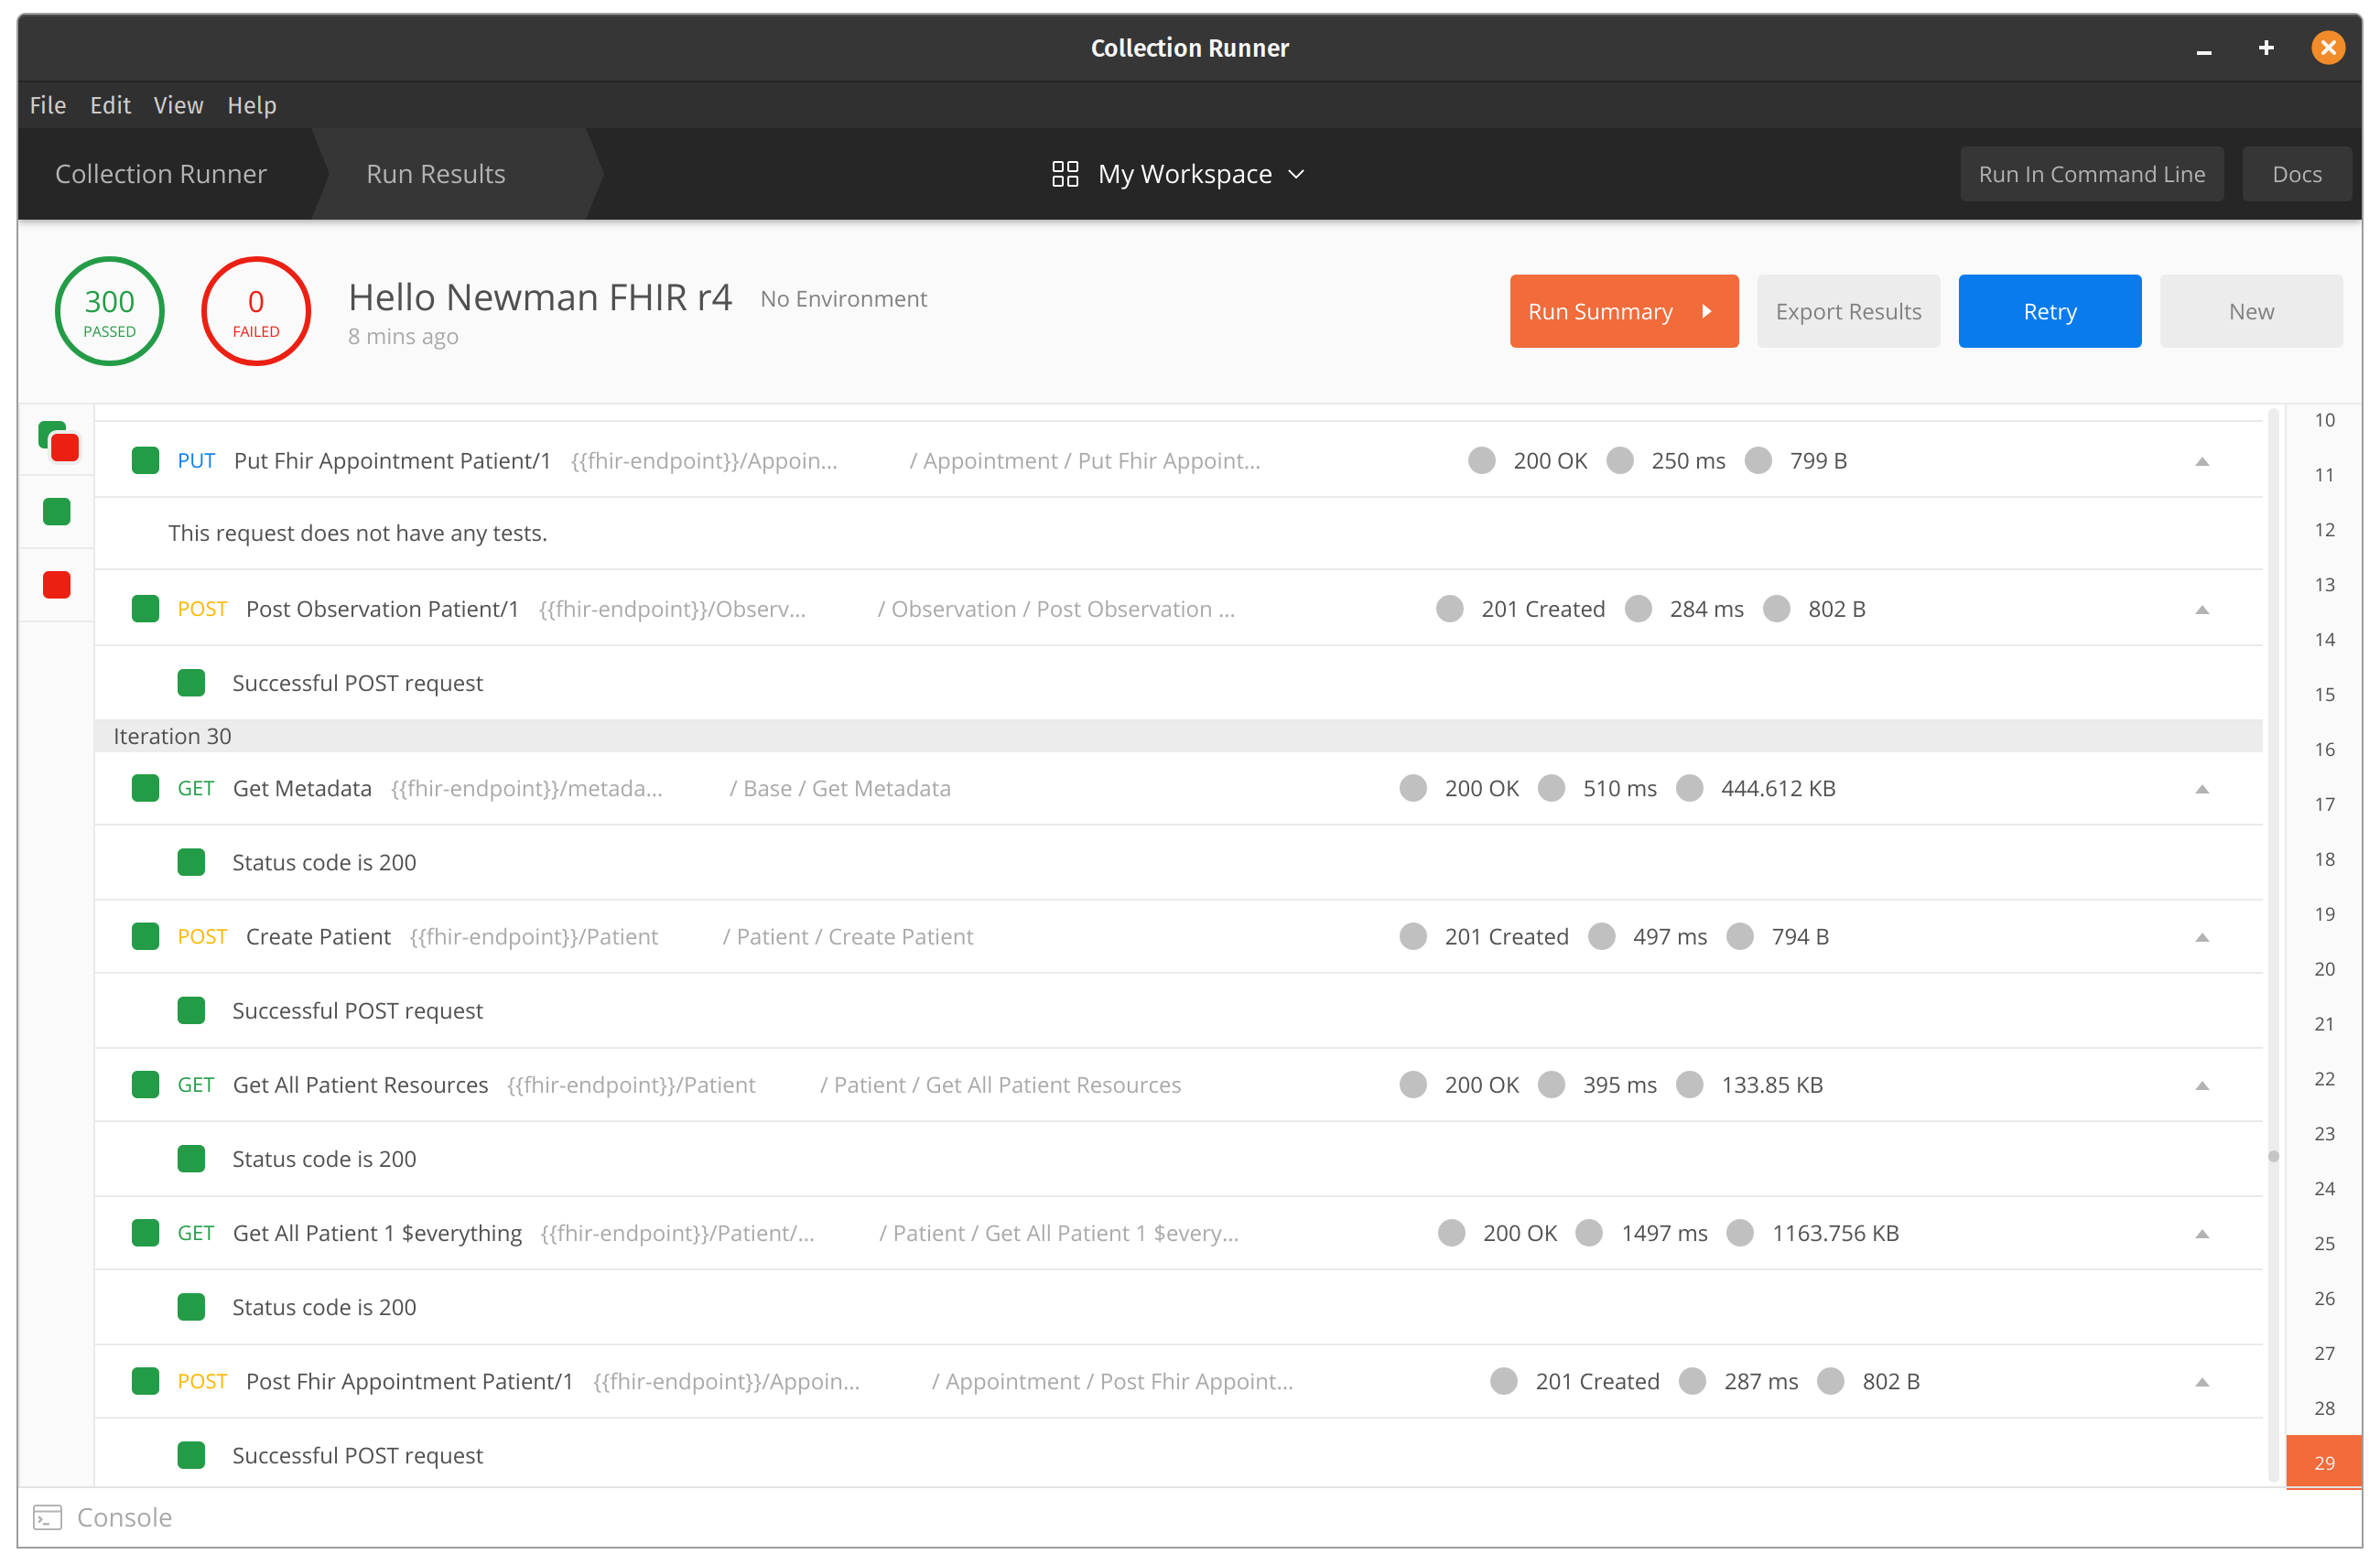 Collection Runner
File Edit View Help
Collection Runner Run Results My Workspace Run In Command Line Docs
300 PASSED
0 FAILED
Hello Newman FHIR r4 No Environment
8 mins ago
Run Summary Export Results Retry New
PUT Put Fhir Appointment Patient/1 {{fhir-endpoint}}/Appoin... / Appointment / Put Fhir Appoint... 200 OK 250 ms 799 B
This request does not have any tests.
POST Post Observation Patient/1 {{fhir-endpoint}}/Observ... / Observation / Post Observation ... 201 Created 284 ms 802 B
Successful POST request
Iteration 30
GET Get Metadata {{fhir-endpoint}}/metada... / Base / Get Metadata 200 OK 510 ms 444.612 KB
Status code is 200
POST Create Patient {{fhir-endpoint}}/Patient / Patient / Create Patient 201 Created 497 ms 794 B
Successful POST request
GET Get All Patient Resources {{fhir-endpoint}}/Patient / Patient / Get All Patient Resources 200 OK 395 ms 133.85 KB
Status code is 200
GET Get All Patient 1 $everything {{fhir-endpoint}}/Patient/... / Patient / Get All Patient 1 $every... 200 OK 1497 ms 1163.756 KB
Status code is 200
POST Post Fhir Appointment Patient/1 {{fhir-endpoint}}/Appoin... / Appointment / Post Fhir Appoint... 201 Created 287 ms 802 B
Successful POST request
10
11
12
13
14
15
16
17
18
19
20
21
22
23
24
25
26
27
28
29
Console